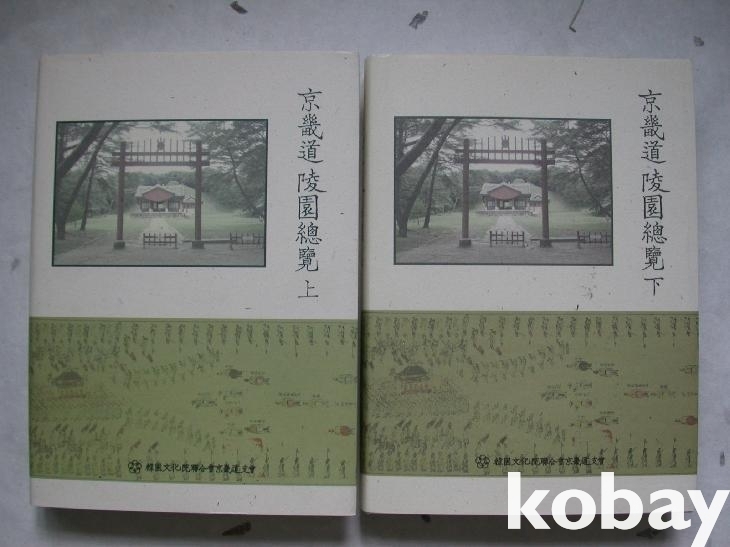 京畿道 陵園總覽 上
韓國文化院聯合會京畿道支會
京畿道 陵園總覽 下
韓國文化院聯合會京畿道支會
kobay